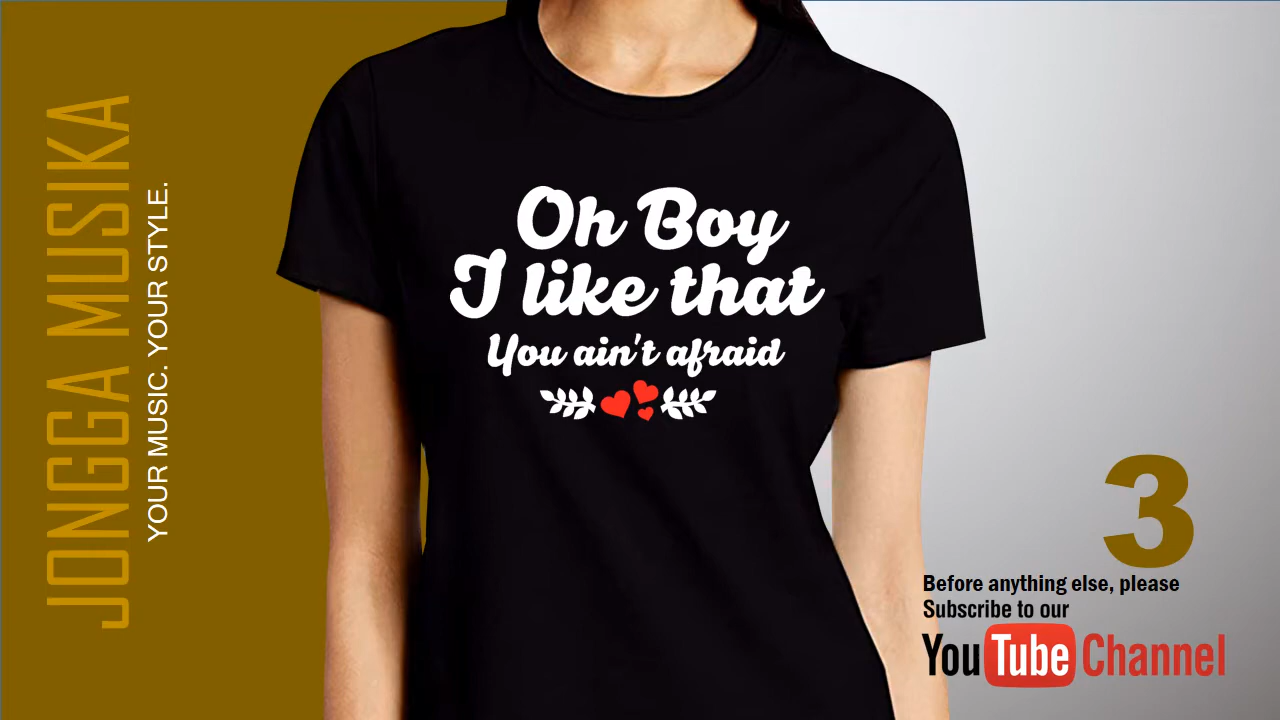 JONGGA MUSIKA
YOUR MUSIC. YOUR STYLE.
Oh Boy
I like that
You ain't afraid
3
Before anything else, please
Subscribe to our
YouTube Channel